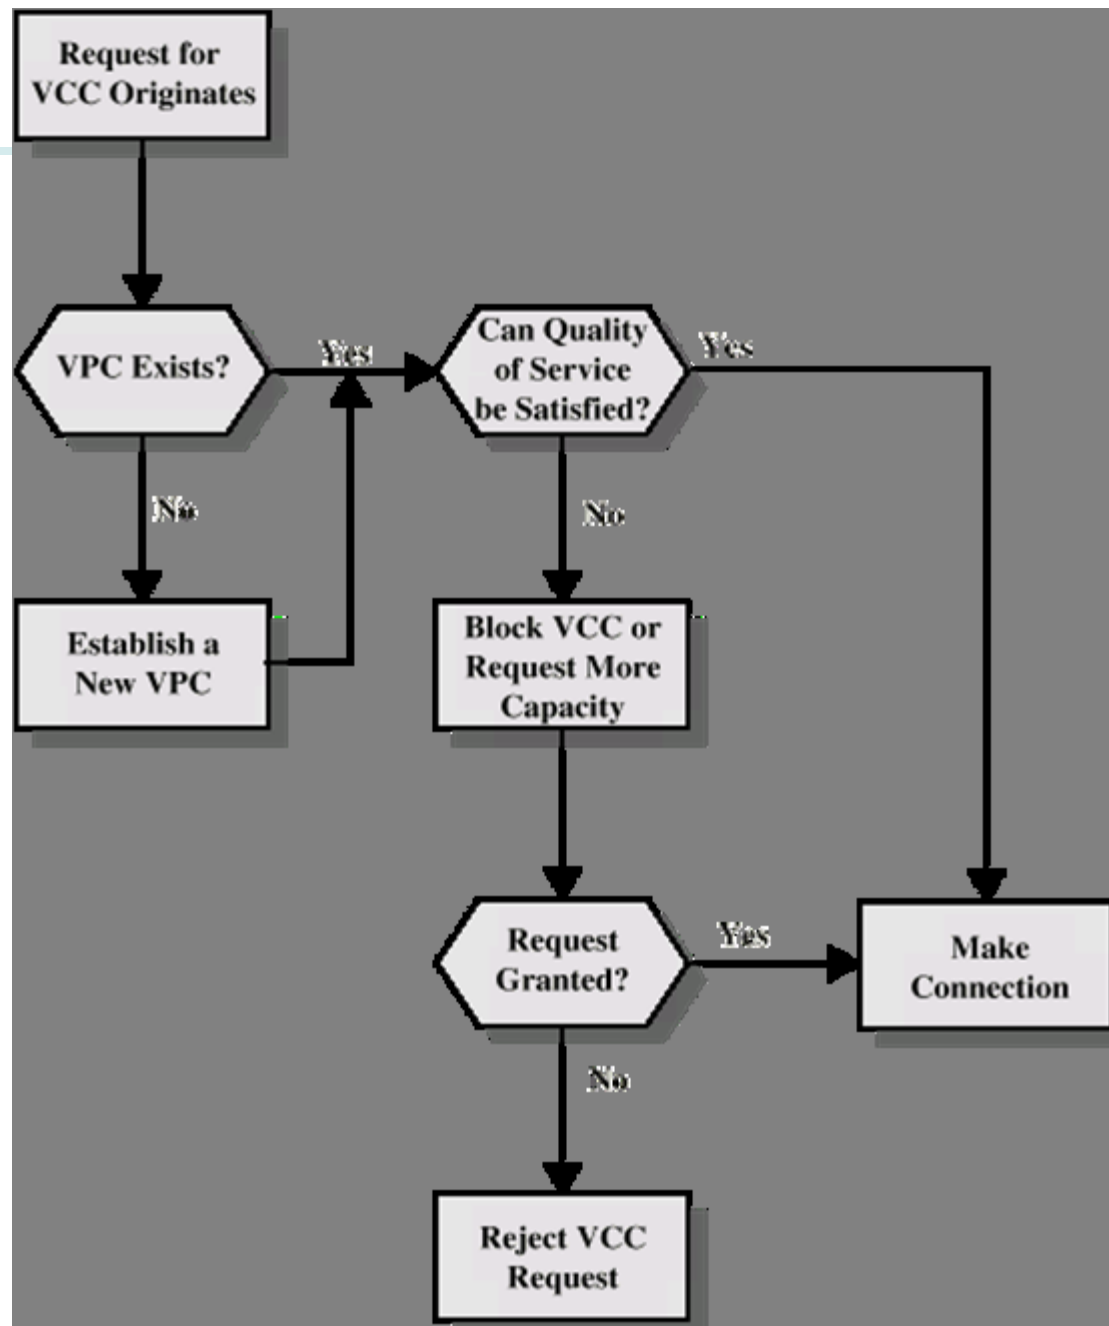 Request for
VCC Originates
VPC Exists?
Yes
Can Quality
of Service
be Satisfied?
Yes
No
No
Establish a
New VPC
Block VCC or
Request More
Capacity
Request
Granted?
Yes
Make
Connection
No
Reject VCC
Request